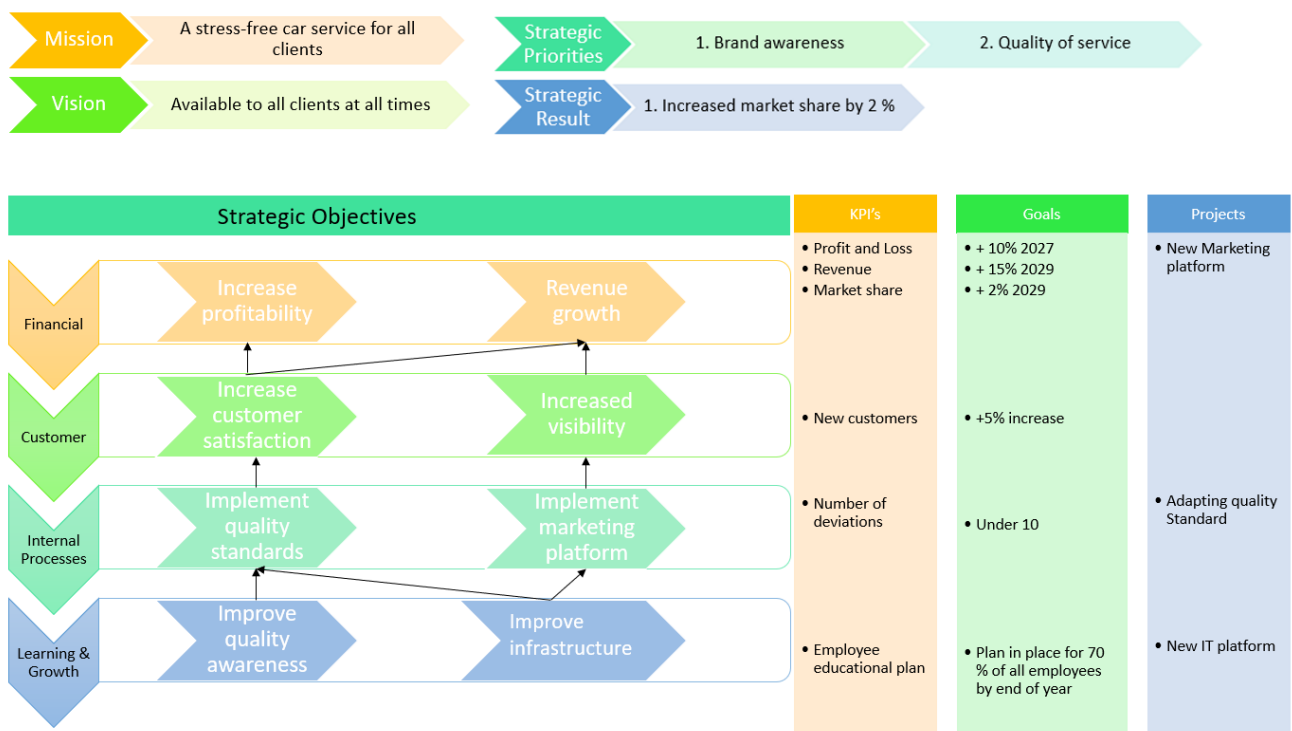 Mission
A stress-free car service for all
clients
Strategic
Priorities
1. Brand awareness
2. Quality of service
Vision
Available to all clients at all times
Strategic
Result
1. Increased market share by 2 %
Strategic Objectives
KPI's
Goals
Projects
Financial
Increase
profitability
Revenue
growth
• Profit and Loss
• Revenue
• Market share
• + 10% 2027
• + 15% 2029
• + 2% 2029
• New Marketing
platform
Customer
Increase
customer
satisfaction
Increased
visibility
• New customers
• +5% increase
Internal
Processes
Implement
quality
standards
Implement
marketing
platform
• Number of
deviations
• Under 10
• Adapting quality
Standard
Learning &
Growth
Improve
quality
awareness
Improve
infrastructure
• Employee
educational plan
• Plan in place for 70
% of all employees
by end of year
• New IT platform